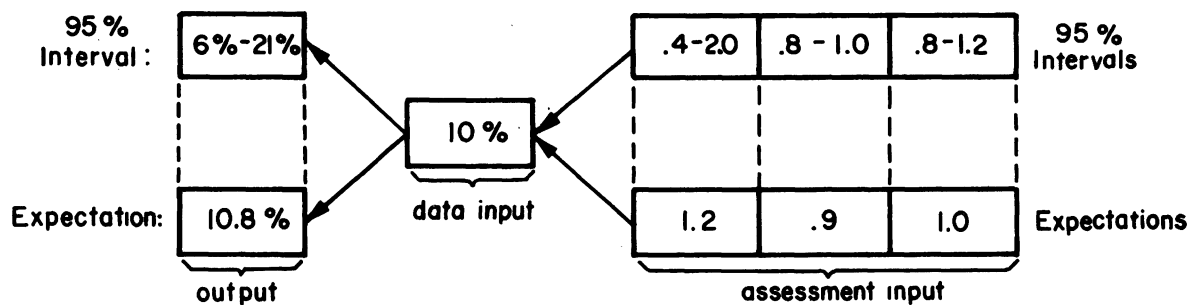 95 %
Interval :
6%-21%
.4-2.0 .8 - 1.0 .8-1.2
95 %
Intervals
10 %
data input
Expectation:
10.8 %
1.2 .9 1.0
Expectations
output
assessment input